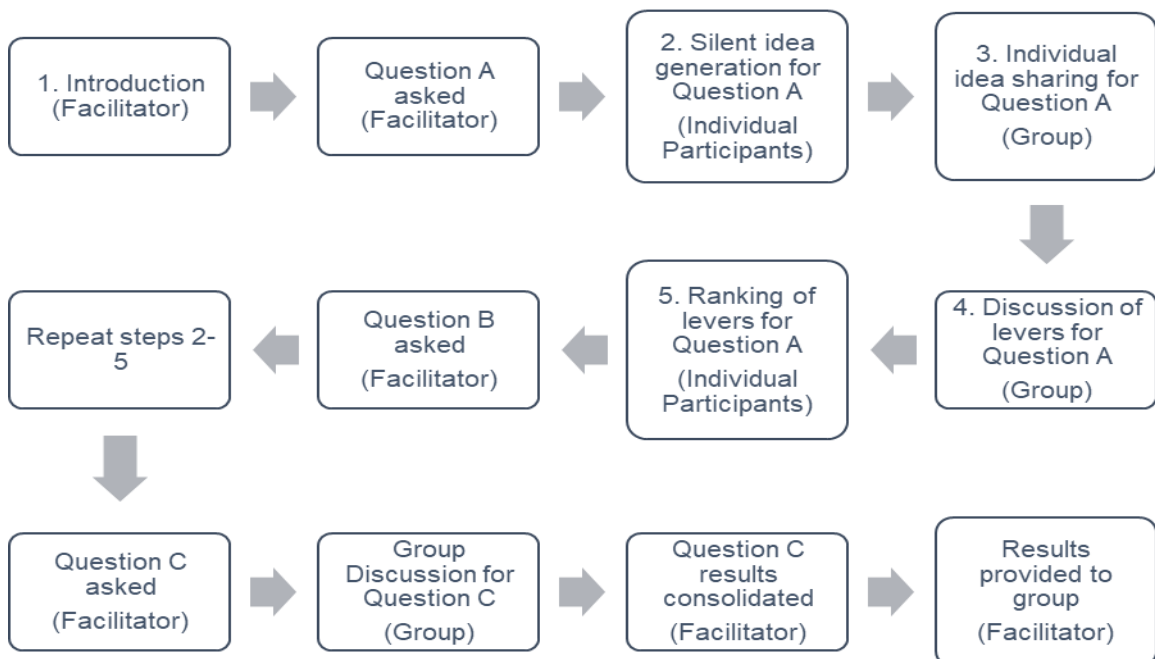 1. Introduction
(Facilitator)
Question A
asked
(Facilitator)
2. Silent idea
generation for
Question A
(Individual
Participants)
3. Individual
idea sharing for
Question A
(Group)
4. Discussion of
levers for
Question A
(Group)
5. Ranking of
levers for
Question A
(Individual
Participants)
Question B
asked
(Facilitator)
Repeat steps 2-
5
Question C
asked
(Facilitator)
Group
Discussion for
Question C
(Group)
Question C
results
consolidated
(Facilitator)
Results
provided to
group
(Facilitator)